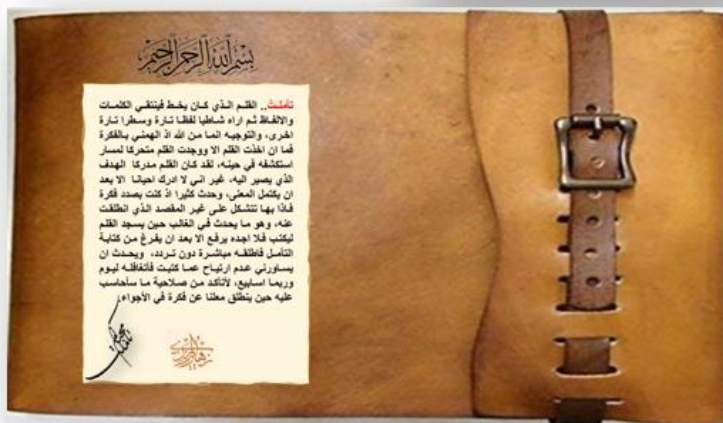 بسم الله الرحمن الرحيم
تأملت.. القلم الذي كان يخط فينتقي الكلمات
والالفاظ ثم اراه شاطبا لفظا تارة وسطرا تارة
اخرى، والتوجيه انما من الله اذ الهمني بالفكرة
فما ان اخذت القلم الا ووجدت القلم متحركا لمسار
استكشفه في حينه، لقد كان القلم مدركا الهدف
الذي يصير اليه، غير اني لا ادرك احيانا الا بعد
ان يكتمل المعنى، وحدث كثيرا اذ كنت بصدد فكرة
فاذا بها تتشكل على غير المقصد الذي انطلقت
عنه، وهو ما يحدث في الغالب حين يسجد القلم
ليكتب فلا اجده يرفع الا بعد ان يفرغ من كتابة
التأمل فاطلقه مباشرة دون تردد، ويحدث ان
يساورني عدم ارتياح عما كتبت فأتغافله ليوم
وربما اسابيع، لأتأكد من صلاحية ما سأحاسب
عليه حين ينطلق معلنا عن فكرة في الأجواء.